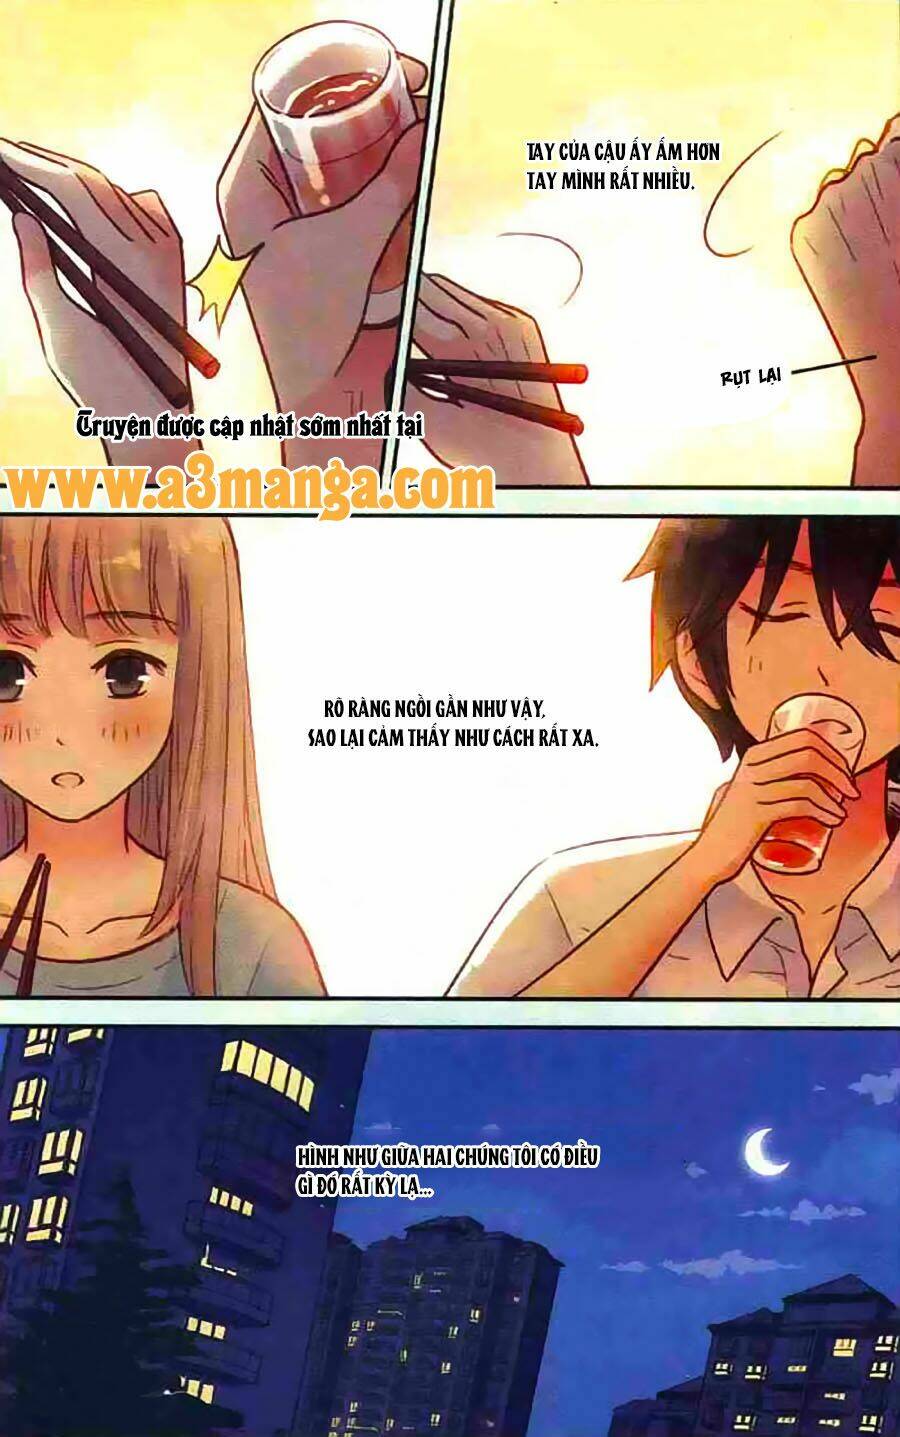 TAY CỦA CẬU ẤY ẤM HƠN
TAY MÌNH RẤT NHIỀU.
RỤT LẠI
Truyện được cập nhật sớm nhất tại
www.a3manga.com
RÕ RÀNG NGỒI GẦN NHƯ VẬY,
SAO LẠI CẢM THẤY NHƯ CÁCH RẤT XA.
HÌNH NHƯ GIỮA HAI CHÚNG TÔI CÓ ĐIỀU
GÌ ĐÓ RẤT KỲ LẠ...